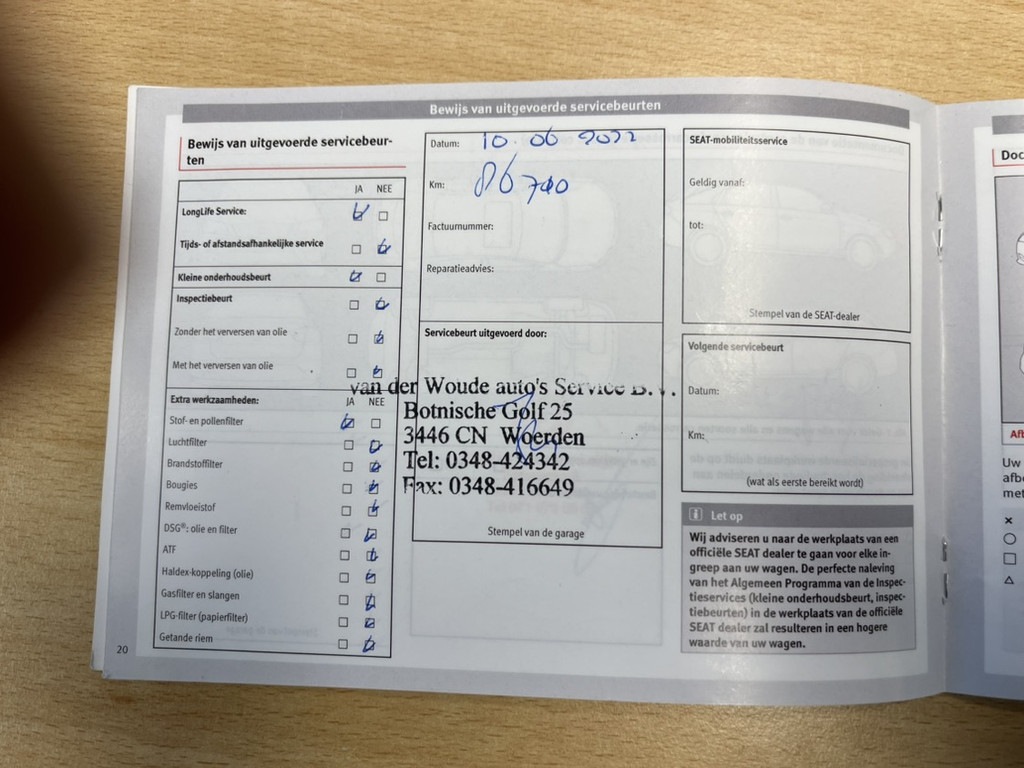 Bewijs van uitgevoerde servicebeurten
Bewijs van uitgevoerde servicebeur-
ten
JA NEE
LongLife Service:
Tijds- of afstandsafhankelijke service
Kleine onderhoudsbeurt
Inspectiebeurt
Zonder het verversen van olie
Met het verversen van olie
Extra werkzaamheden: JA NEE
Stof- en pollenfilter
Luchtfilter
Brandstoffilter
Bougies
Remvloeistof
DSG®: olie en filter
ATF
Haldex-koppeling (olie)
Gasfilter en slangen
LPG-filter (papierfilter)
Getande riem
20
Datum: 10 06 2022
Km: 86 740
Factuurnummer:
Reparatieadvies:
Servicebeurt uitgevoerd door:
van der Woude auto's Service B.V.
Botnische Golf 25
3446 CN Woerden
Tel: 0348-424342
Fax: 0348-416649
Stempel van de garage
SEAT-mobiliteitsservice
Geldig vanaf:
tot:
Stempel van de SEAT-dealer
Volgende servicebeurt
Datum:
Km:
(wat als eerste bereikt wordt)
Let op
Wij adviseren u naar de werkplaats van een
officiële SEAT dealer te gaan voor elke in-
greep aan uw wagen. De perfecte naleving
van het Algemeen Programma van de Inspec-
tieservices (kleine onderhoudsbeurt, inspec-
tiebeurten) in de werkplaats van de officiële
SEAT dealer zal resulteren in een hogere
waarde van uw wagen.
Doc
Afb
Uw
afbe
met